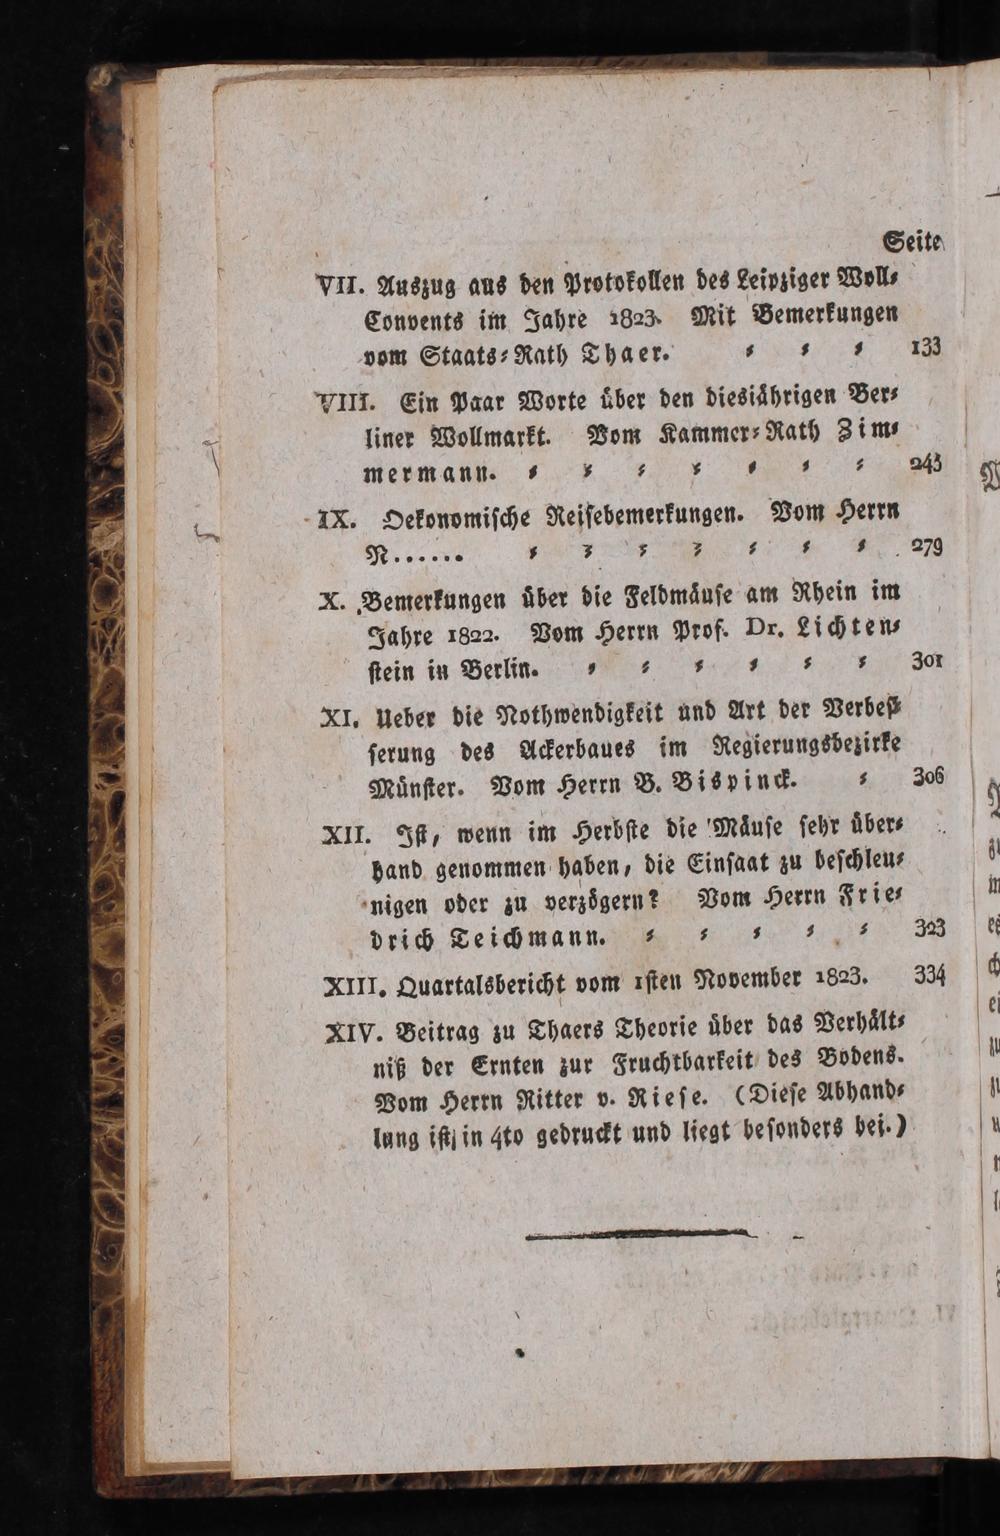 Seite
VII. Auszug aus den Protokollen des Leipziger Woll⸗
Convents im Jahre 1823. Mit Bemerkungen
vom Staats⸗Rath Thaer. ⸗ ⸗ ⸗ 133
VIII. Ein Paar Worte über den diesjährigen Ber⸗
liner Wollmarkt. Vom Kammer⸗Rath Zim⸗
mermann. ⸗ ⸗ ⸗ ⸗ ⸗ ⸗ ⸗ 243
IX. Oekonomische Reisebemerkungen. Vom Herrn
N...... ⸗ ⸗ ⸗ ⸗ ⸗ ⸗ ⸗ 279
X. Bemerkungen über die Feldmäuse am Rhein im
Jahre 1822. Vom Herrn Prof. Dr. Lichten⸗
stein in Berlin. ⸗ ⸗ ⸗ ⸗ ⸗ ⸗ 301
XI. Ueber die Nothwendigkeit und Art der Verbes⸗
serung des Ackerbaues im Regierungsbezirke
Münster. Vom Herrn B. Bispinck. ⸗ 306
XII. Ist, wenn im Herbste die Mäuse sehr über⸗
hand genommen haben, die Einsaat zu beschleu⸗
nigen oder zu verzögern? Vom Herrn Frie⸗
drich Teichmann. ⸗ ⸗ ⸗ ⸗ ⸗ 323
XIII. Quartalsbericht vom 1sten November 1823. 334
XIV. Beitrag zu Thaers Theorie über das Verhält⸗
niß der Ernten zur Fruchtbarkeit des Bodens.
Vom Herrn Ritter v. Riese. (Diese Abhand⸗
lung ist in 4to gedruckt und liegt besonders bei.)